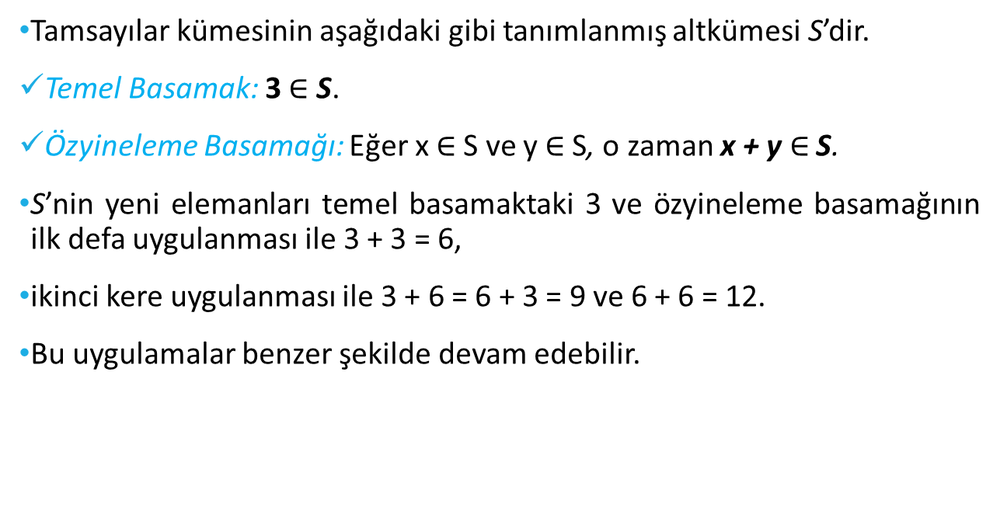 •Tamsayılar kümesinin aşağıdaki gibi tanımlanmış altkümesi S’dir.
✓Temel Basamak: 3 ∈ S.
✓Özyineleme Basamağı: Eğer x ∈ S ve y ∈ S, o zaman x + y ∈ S.
•S’nin yeni elemanları temel basamaktaki 3 ve özyineleme basamağının
ilk defa uygulanması ile 3 + 3 = 6,
•ikinci kere uygulanması ile 3 + 6 = 6 + 3 = 9 ve 6 + 6 = 12.
•Bu uygulamalar benzer şekilde devam edebilir.